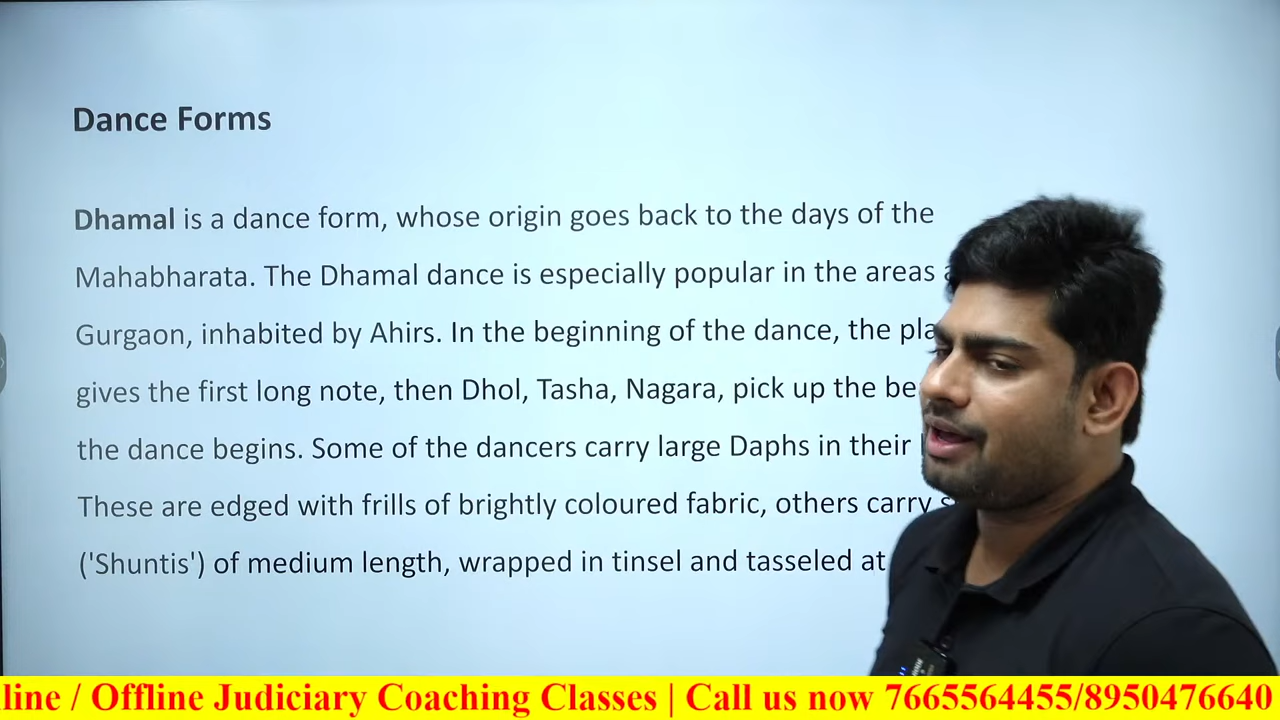 Dance Forms
Dhamal is a dance form, whose origin goes back to the days of the
Mahabharata. The Dhamal dance is especially popular in the areas
Gurgaon, inhabited by Ahirs. In the beginning of the dance, the
gives the first long note, then Dhol, Tasha, Nagara, pick up the
the dance begins. Some of the dancers carry large Daphs in their
These are edged with frills of brightly coloured fabric, others carry
('Shuntis') of medium length, wrapped in tinsel and tasseled at
/ Offline Judiciary Coaching Classes | Call us now 7665564455/8950476640